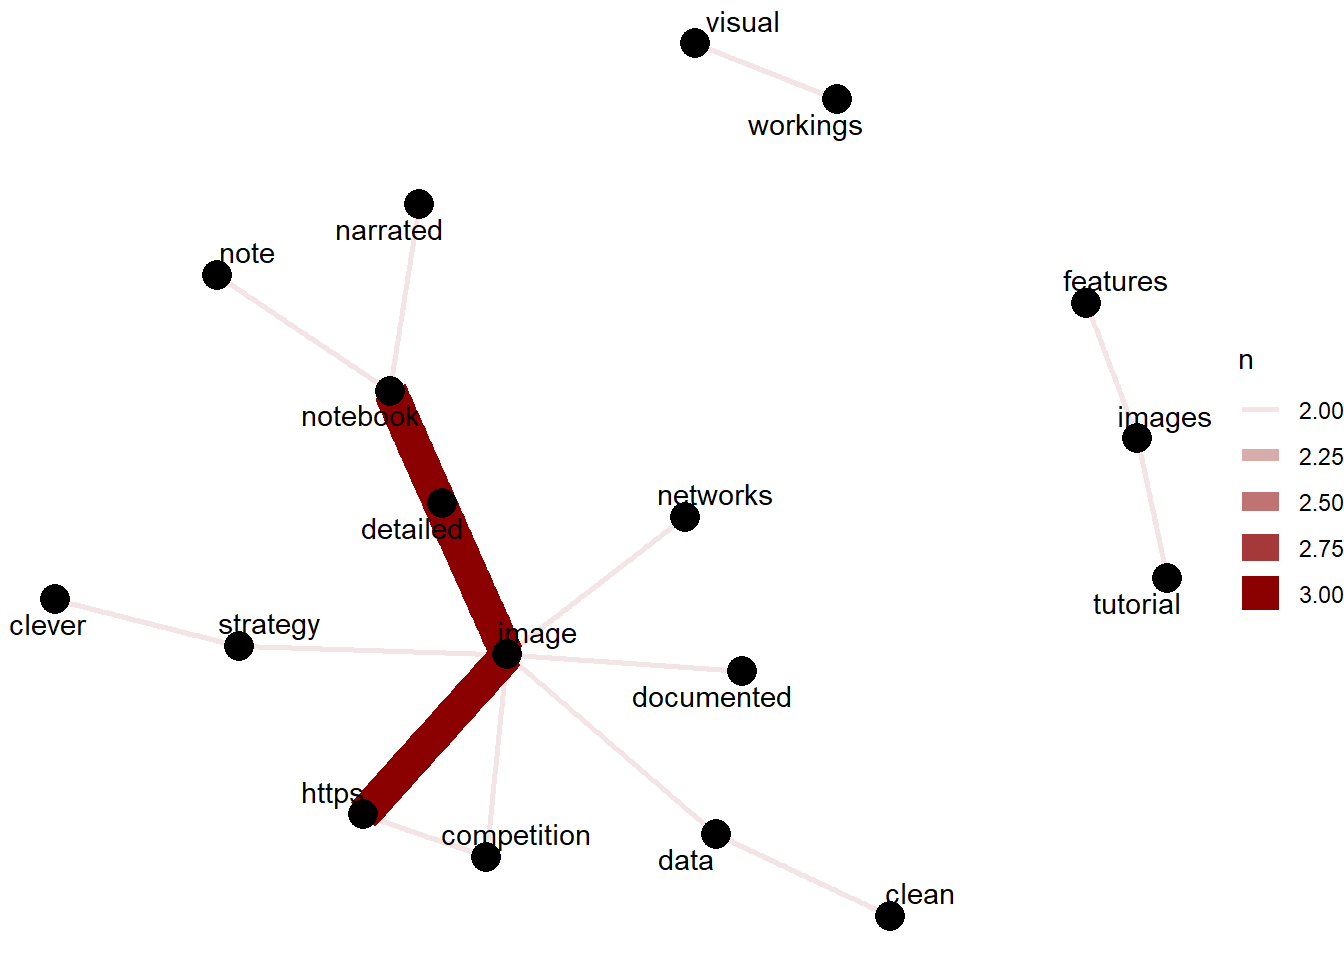 visual
workings
narrated
note
features
n
2.00
notebook
images
2.25
networks
2.50
detailed
2.75
3.00
tutorial
clever
strategy
image
documented
https
competition
data
clean